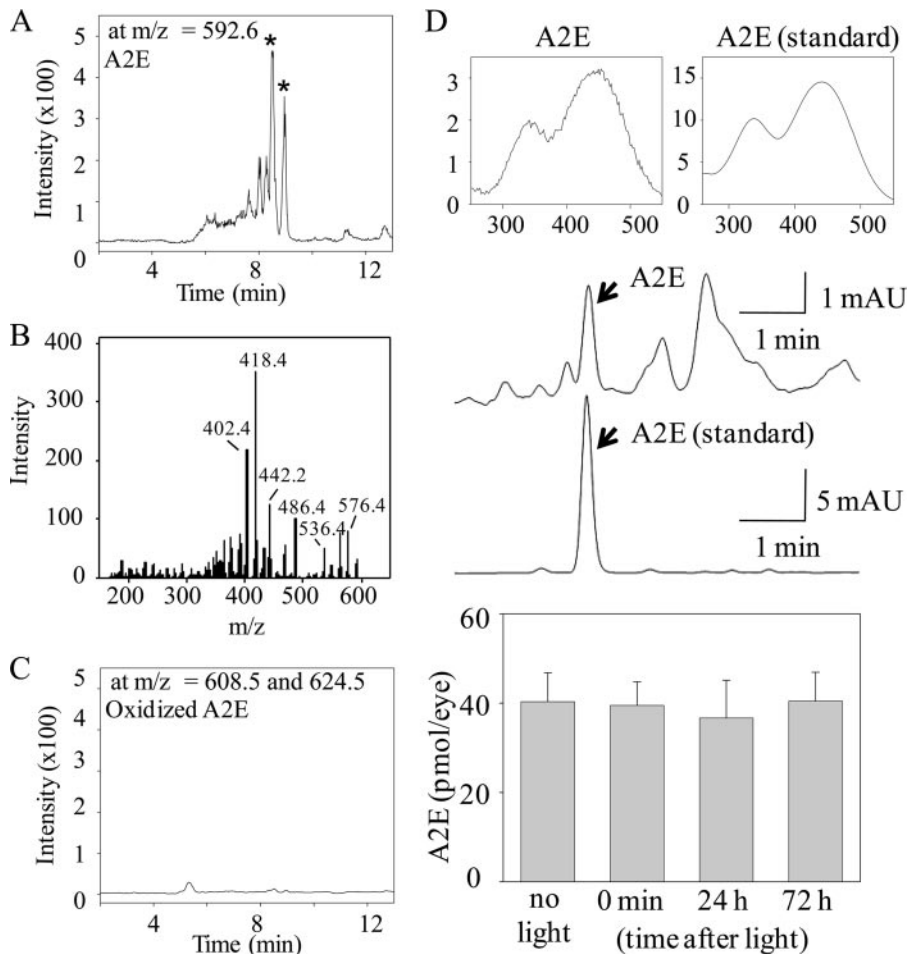 A
at m/z = 592.6
A2E
*
*
5
4
3
2
1
0
Intensity (x100)
4
8
12
Time (min)
B
400
300
200
100
0
Intensity
418.4
402.4
442.2
486.4
536.4
576.4
200
300
400
500
600
m/z
C
at m/z = 608.5 and 624.5
Oxidized A2E
5
4
3
2
1
0
Intensity (x100)
4
8
12
Time (min)
D
A2E
3
2
1
0
300
400
500
A2E (standard)
15
10
5
0
300
400
500
A2E
1 mAU
1 min
A2E (standard)
5 mAU
1 min
60
40
20
0
A2E (pmol/eye)
no light
0 min
24 h
72 h
(time after light)